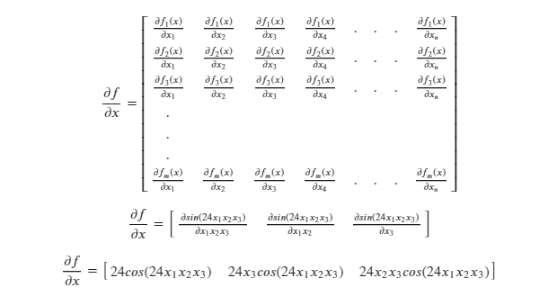 ∂f/∂x = [ ∂f₁(x)/∂x₁ ∂f₁(x)/∂x₂ ∂f₁(x)/∂x₃ ∂f₁(x)/∂x₄ . . . ∂f₁(x)/∂xₙ
∂f₂(x)/∂x₁ ∂f₂(x)/∂x₂ ∂f₂(x)/∂x₃ ∂f₂(x)/∂x₄ . . . ∂f₂(x)/∂xₙ
∂f₃(x)/∂x₁ ∂f₃(x)/∂x₂ ∂f₃(x)/∂x₃ ∂f₃(x)/∂x₄ . . . ∂f₃(x)/∂xₙ
.
.
.
∂fₘ(x)/∂x₁ ∂fₘ(x)/∂x₂ ∂fₘ(x)/∂x₃ ∂fₘ(x)/∂x₄ . . . ∂fₘ(x)/∂xₙ ]
∂f/∂x = [ ∂sin(24x₁x₂x₃)/∂x₁x₂x₃ ∂sin(24x₁x₂x₃)/∂x₁x₂ ∂sin(24x₁x₂x₃)/∂x₃ ]
∂f/∂x = [24cos(24x₁x₂x₃) 24x₃cos(24x₁x₂x₃) 24x₂x₃cos(24x₁x₂x₃)]